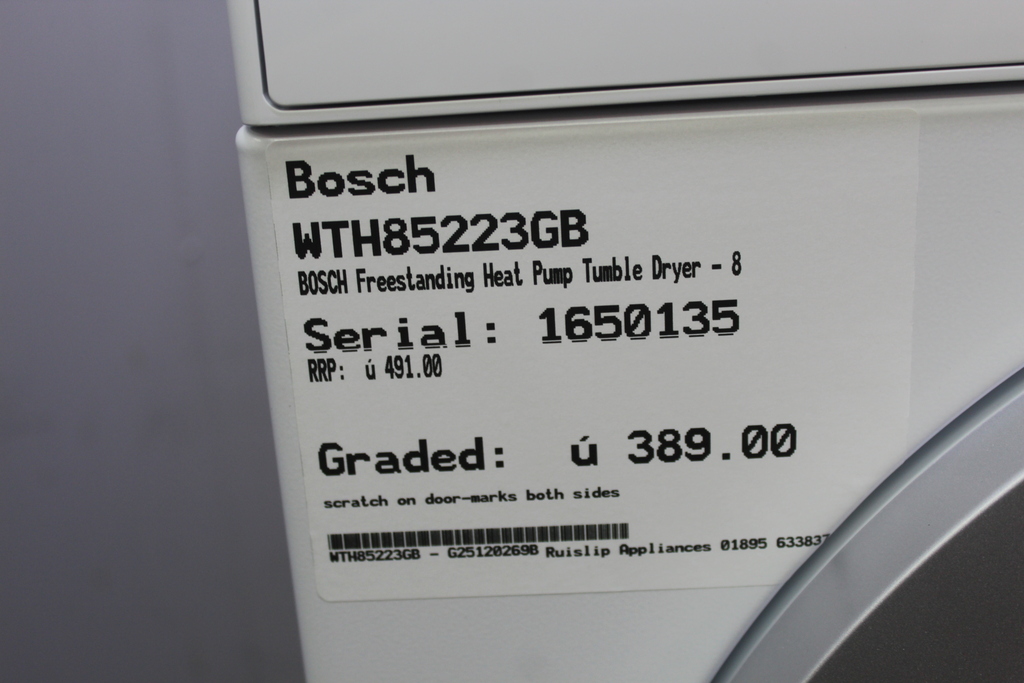 Bosch
WTH85223GB
BOSCH Freestanding Heat Pump Tumble Dryer - 8
Serial: 1650135
RRP: ú 491.00
Graded: ú 389.00
scratch on door-marks both sides
WTH85223GB - G25120269B Ruislip Appliances 01895 633837